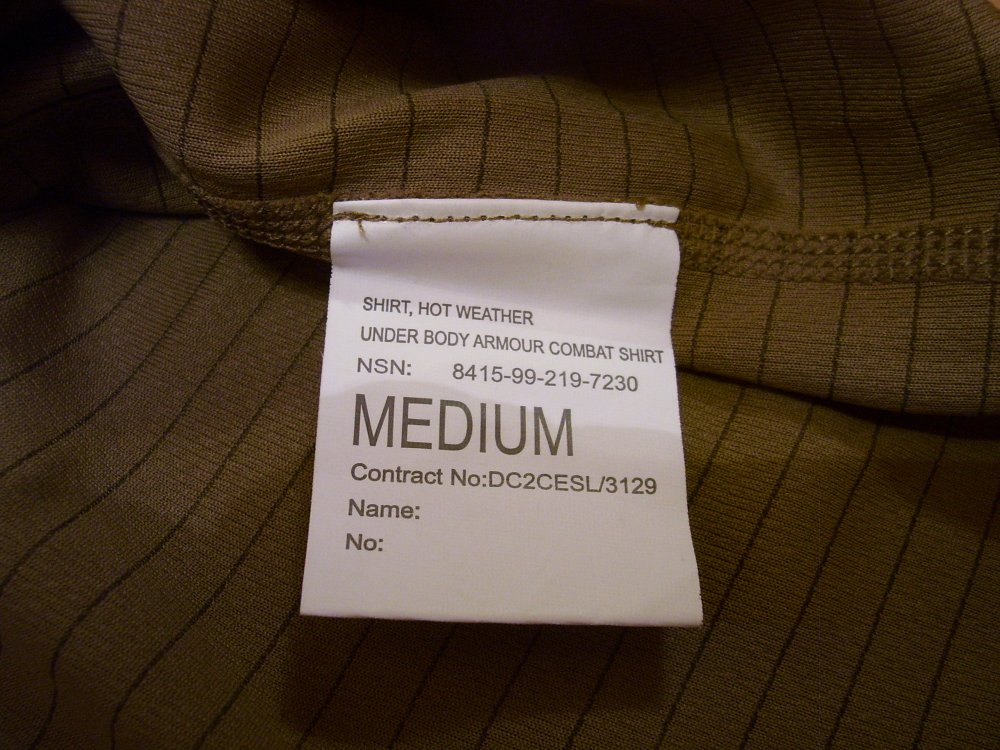 SHIRT, HOT WEATHER
UNDER BODY ARMOUR COMBAT SHIRT
NSN: 8415-99-219-7230
MEDIUM
Contract No:DC2CESL/3129
Name:
No: